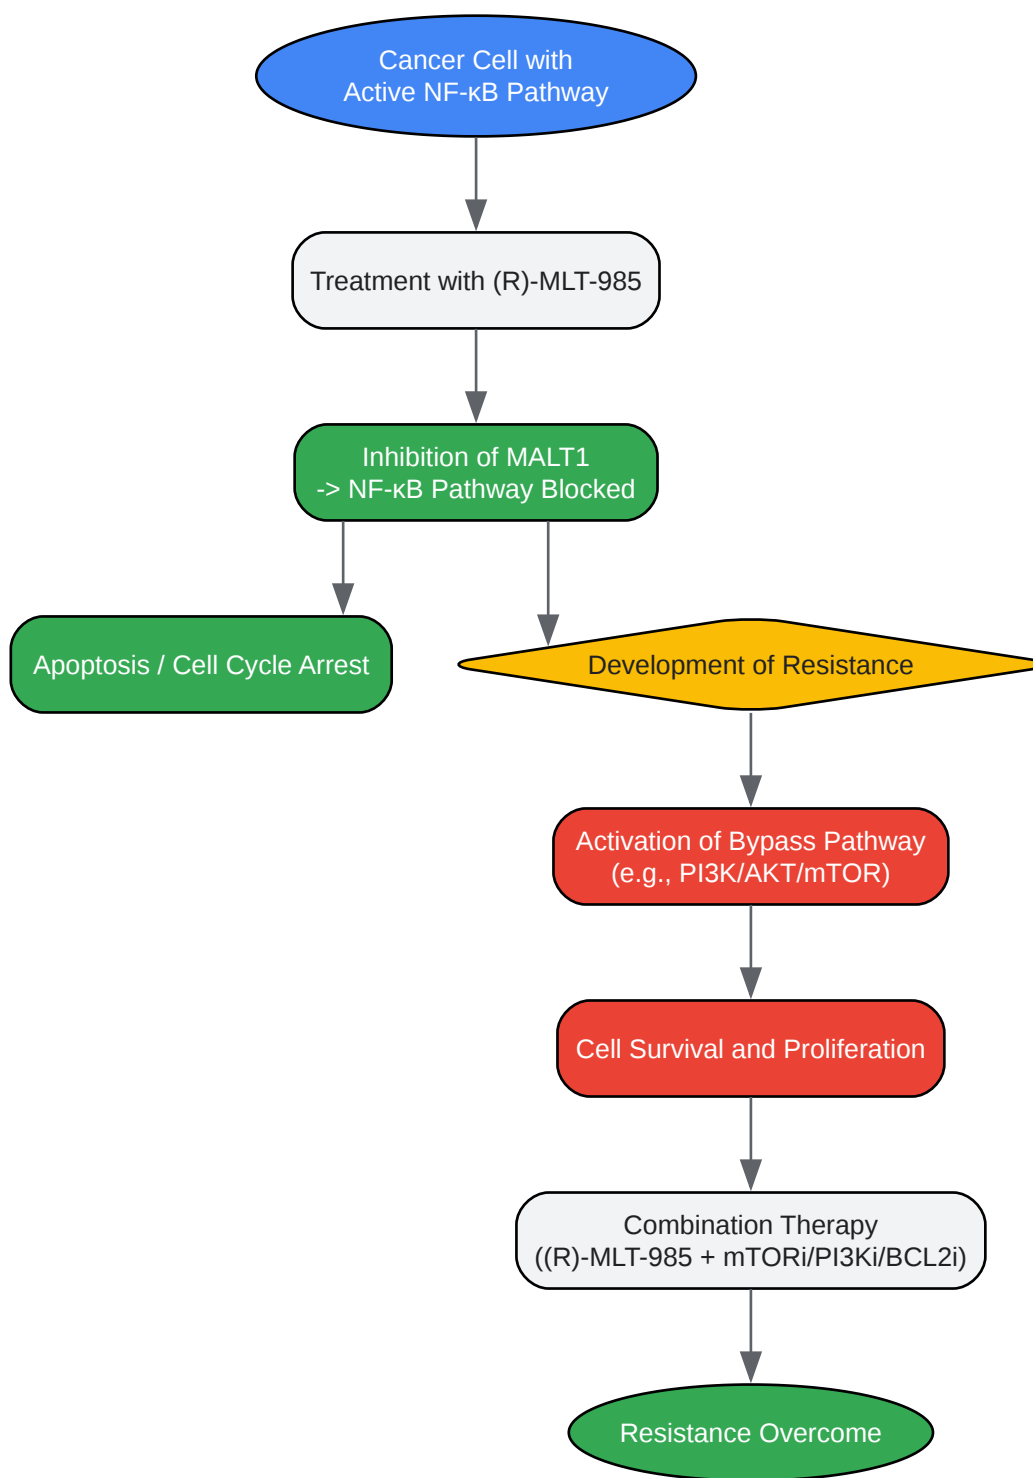 Cancer Cell with
Active NF-κB Pathway
Treatment with (R)-MLT-985
Inhibition of MALT1
-> NF-κB Pathway Blocked
Apoptosis / Cell Cycle Arrest
Development of Resistance
Activation of Bypass Pathway
(e.g., PI3K/AKT/mTOR)
Cell Survival and Proliferation
Combination Therapy
((R)-MLT-985 + mTORi/PI3Ki/BCL2i)
Resistance Overcome